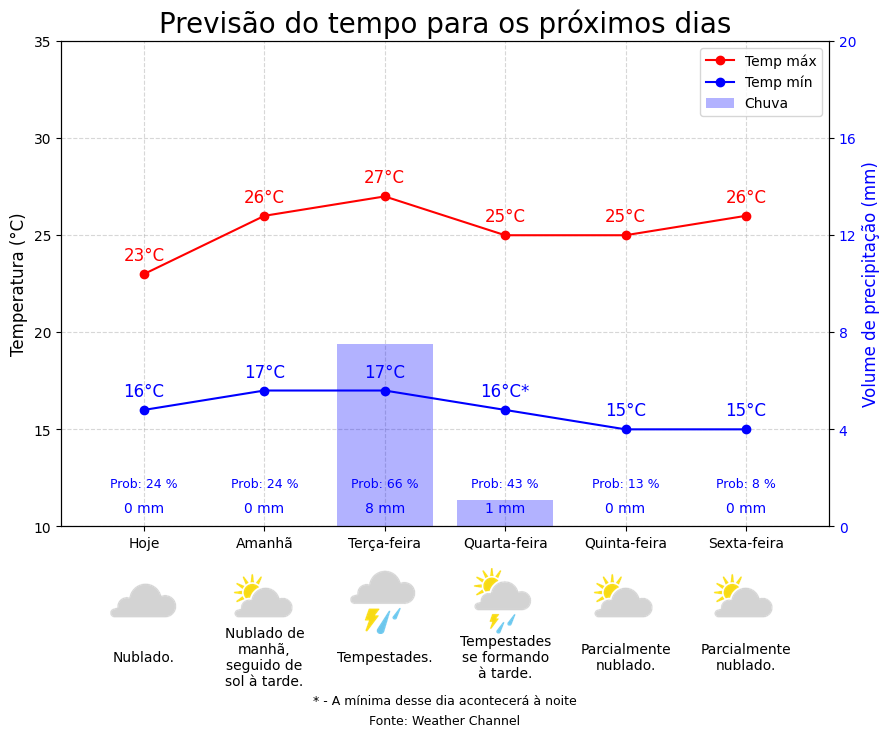 Previsão do tempo para os próximos dias
Temp máx
Temp mín
Chuva
Temperatura (°C)
Volume de precipitação (mm)
35
30
25
20
15
10
20
16
12
8
4
0
23°C
26°C
27°C
25°C
25°C
26°C
16°C
17°C
17°C
16°C*
15°C
15°C
Prob: 24 %
Prob: 24 %
Prob: 66 %
Prob: 43 %
Prob: 13 %
Prob: 8 %
0 mm
0 mm
8 mm
1 mm
0 mm
0 mm
Hoje
Amanhã
Terça-feira
Quarta-feira
Quinta-feira
Sexta-feira
Nublado.
Nublado de
manhã,
seguido de
sol à tarde.
Tempestades.
Tempestades
se formando
à tarde.
Parcialmente
nublado.
Parcialmente
nublado.
* - A mínima desse dia acontecerá à noite
Fonte: Weather Channel